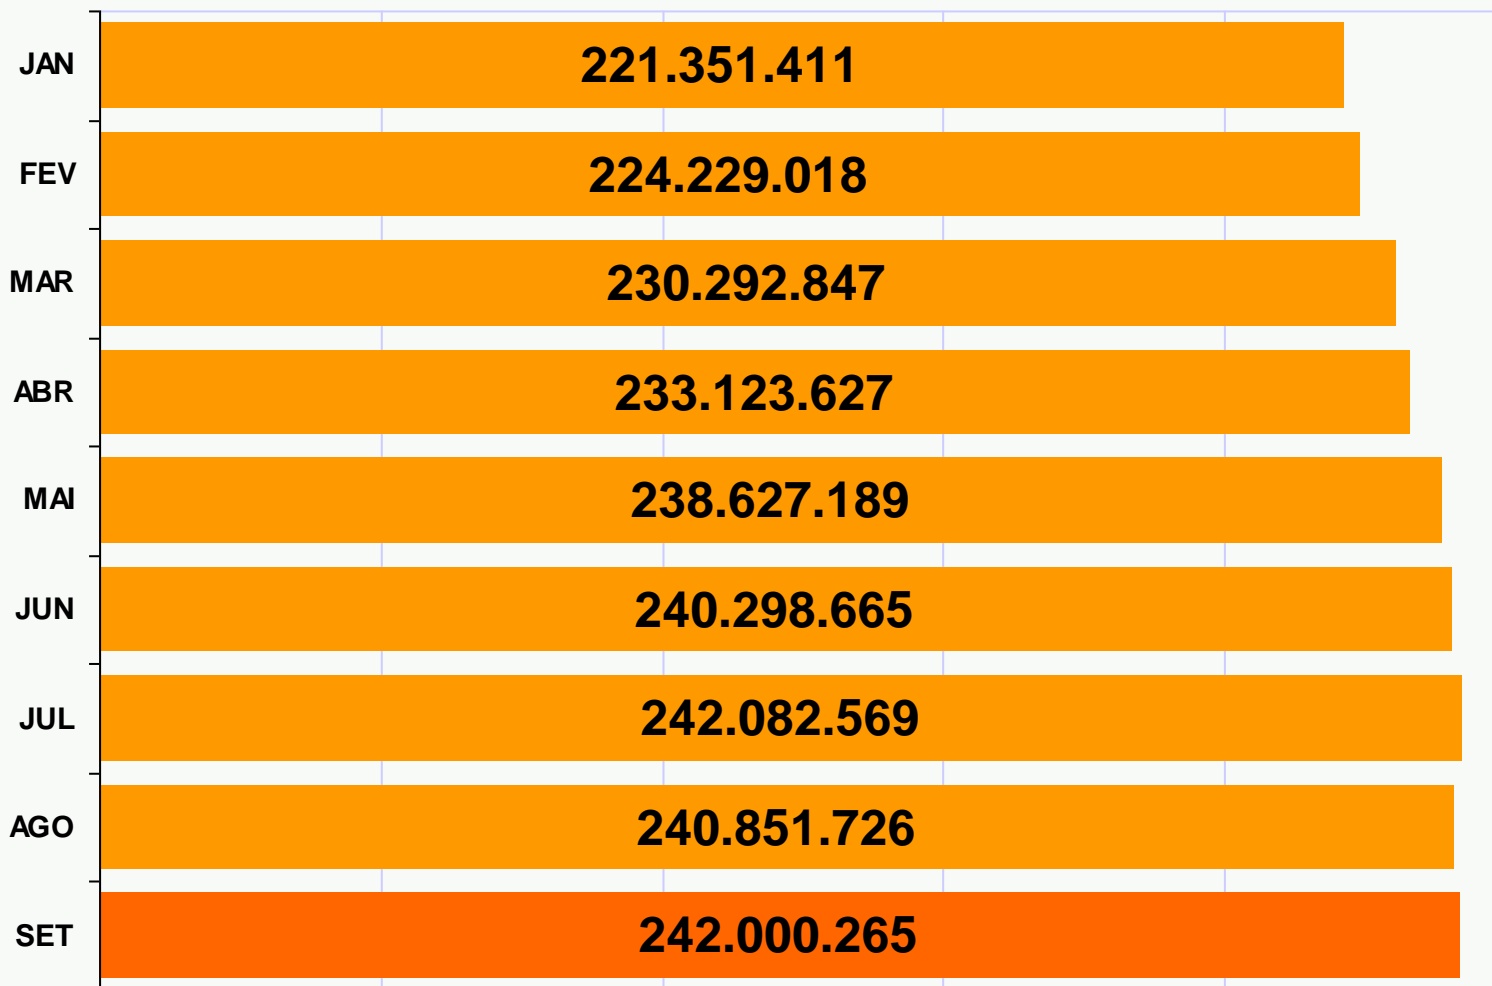 JAN 221.351.411
FEV 224.229.018
MAR 230.292.847
ABR 233.123.627
MAI 238.627.189
JUN 240.298.665
JUL 242.082.569
AGO 240.851.726
SET 242.000.265